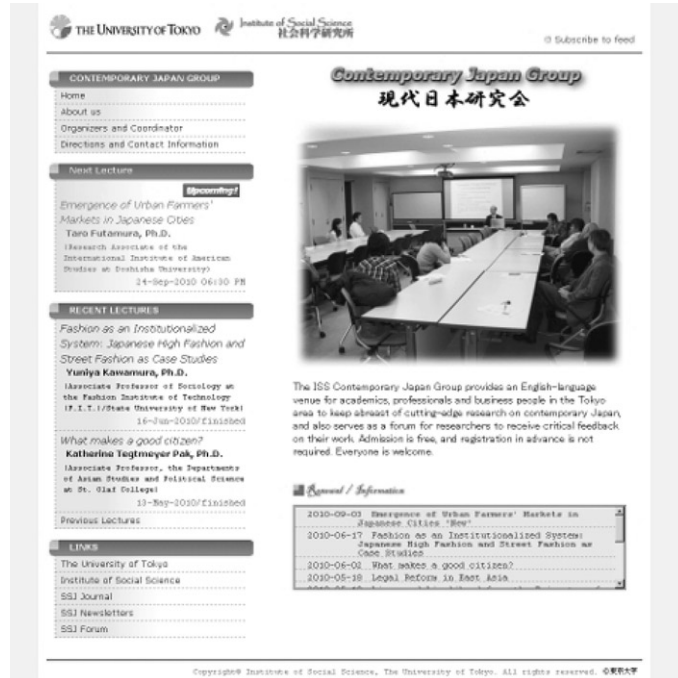 THE UNIVERSITY OF TOKYO
Institute of Social Science
社会科学研究所
Subscribe to feed
CONTEMPORARY JAPAN GROUP
Home
About us
Organizers and Coordinator
Directions and Contact Information
Next Lecture
Upcoming!
Emergence of Urban Farmers'
Markets in Japanese Cities
Taro Futamura, Ph.D.
(Research Associate of the
International Institute of American
Studies at Doshisha University)
24-Sep-2010 06:30 PM
RECENT LECTURES
Fashion as an Institutionalized
System: Japanese High Fashion and
Street Fashion as Case Studies
Yuniya Kawamura, Ph.D.
(Associate Professor of Sociology at
the Fashion Institute of Technology
(F.I.T.)/State University of New York)
16-Jun-2010/finished
What makes a good citizen?
Katherine Tegtmeyer Pak, Ph.D.
(Associate Professor, the Departments
of Asian Studies and Political Science
at St. Olaf College)
13-May-2010/finished
Previous Lectures
LINKS
The University of Tokyo
Institute of Social Science
SSJ Journal
SSJ Newsletters
SSJ Forum
Contemporary Japan Group
現代日本研究会
The ISS Contemporary Japan Group provides an English-language
venue for academics, professionals and business people in the Tokyo
area to keep abreast of cutting-edge research on contemporary Japan,
and also serves as a forum for researchers to receive critical feedback
on their work. Admission is free, and registration in advance is not
required. Everyone is welcome.
Renewal / Information
2010-09-03 Emergence of Urban Farmers' Markets in
Japanese Cities "New"
2010-06-17 Fashion as an Institutionalized System:
Japanese High Fashion and Street Fashion as
Case Studies
2010-06-02 What makes a good citizen?
2010-05-18 Legal Reform in East Asia
Copyright© Institute of Social Science, The University of Tokyo. All rights reserved. ©東京大学